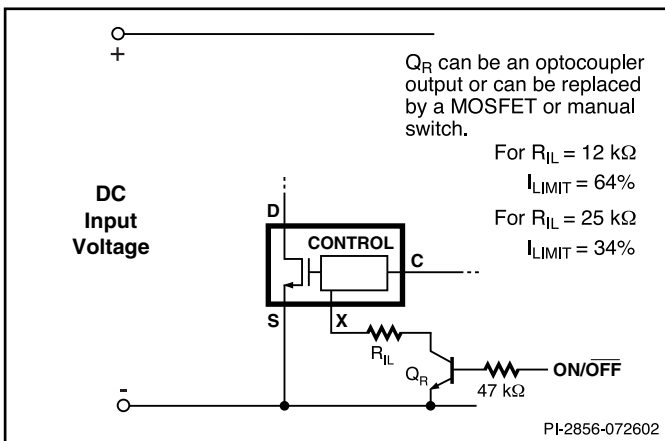 +
Q_R can be an optocoupler
output or can be replaced
by a MOSFET or manual
switch.
For R_IL = 12 kΩ
I_LIMIT = 64%
For R_IL = 25 kΩ
I_LIMIT = 34%
DC
Input
Voltage
D
CONTROL
C
S
X
R_IL
Q_R
47 kΩ
ON/O̅F̅F̅
-
PI-2856-072602